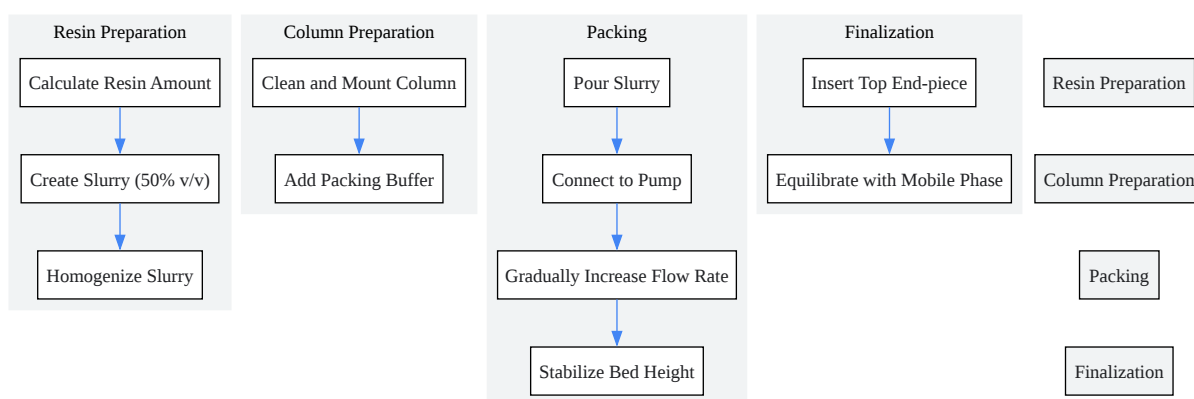 Resin Preparation
Calculate Resin Amount
Create Slurry (50% v/v)
Homogenize Slurry
Column Preparation
Clean and Mount Column
Add Packing Buffer
Packing
Pour Slurry
Connect to Pump
Gradually Increase Flow Rate
Stabilize Bed Height
Finalization
Insert Top End-piece
Equilibrate with Mobile Phase
Resin Preparation
Column Preparation
Packing
Finalization